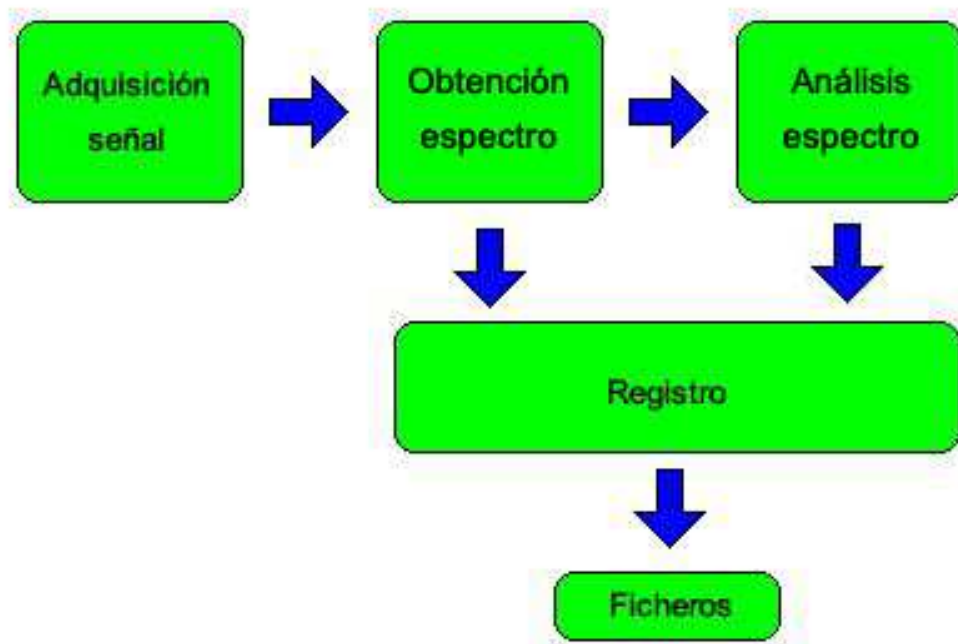 Adquisición
señal
Obtención
espectro
Análisis
espectro
Registro
Ficheros